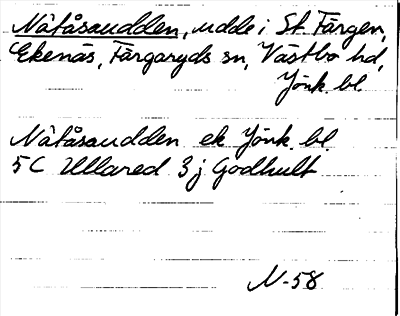 Nätåsaudden, udde i St. Färgen,
Ekenäs, Färgaryds sn, Västbo hd,
Jönk. bl.
Nätåsaudden ek Jönk. bl.
5C Ullared 3j Godhult
N-58